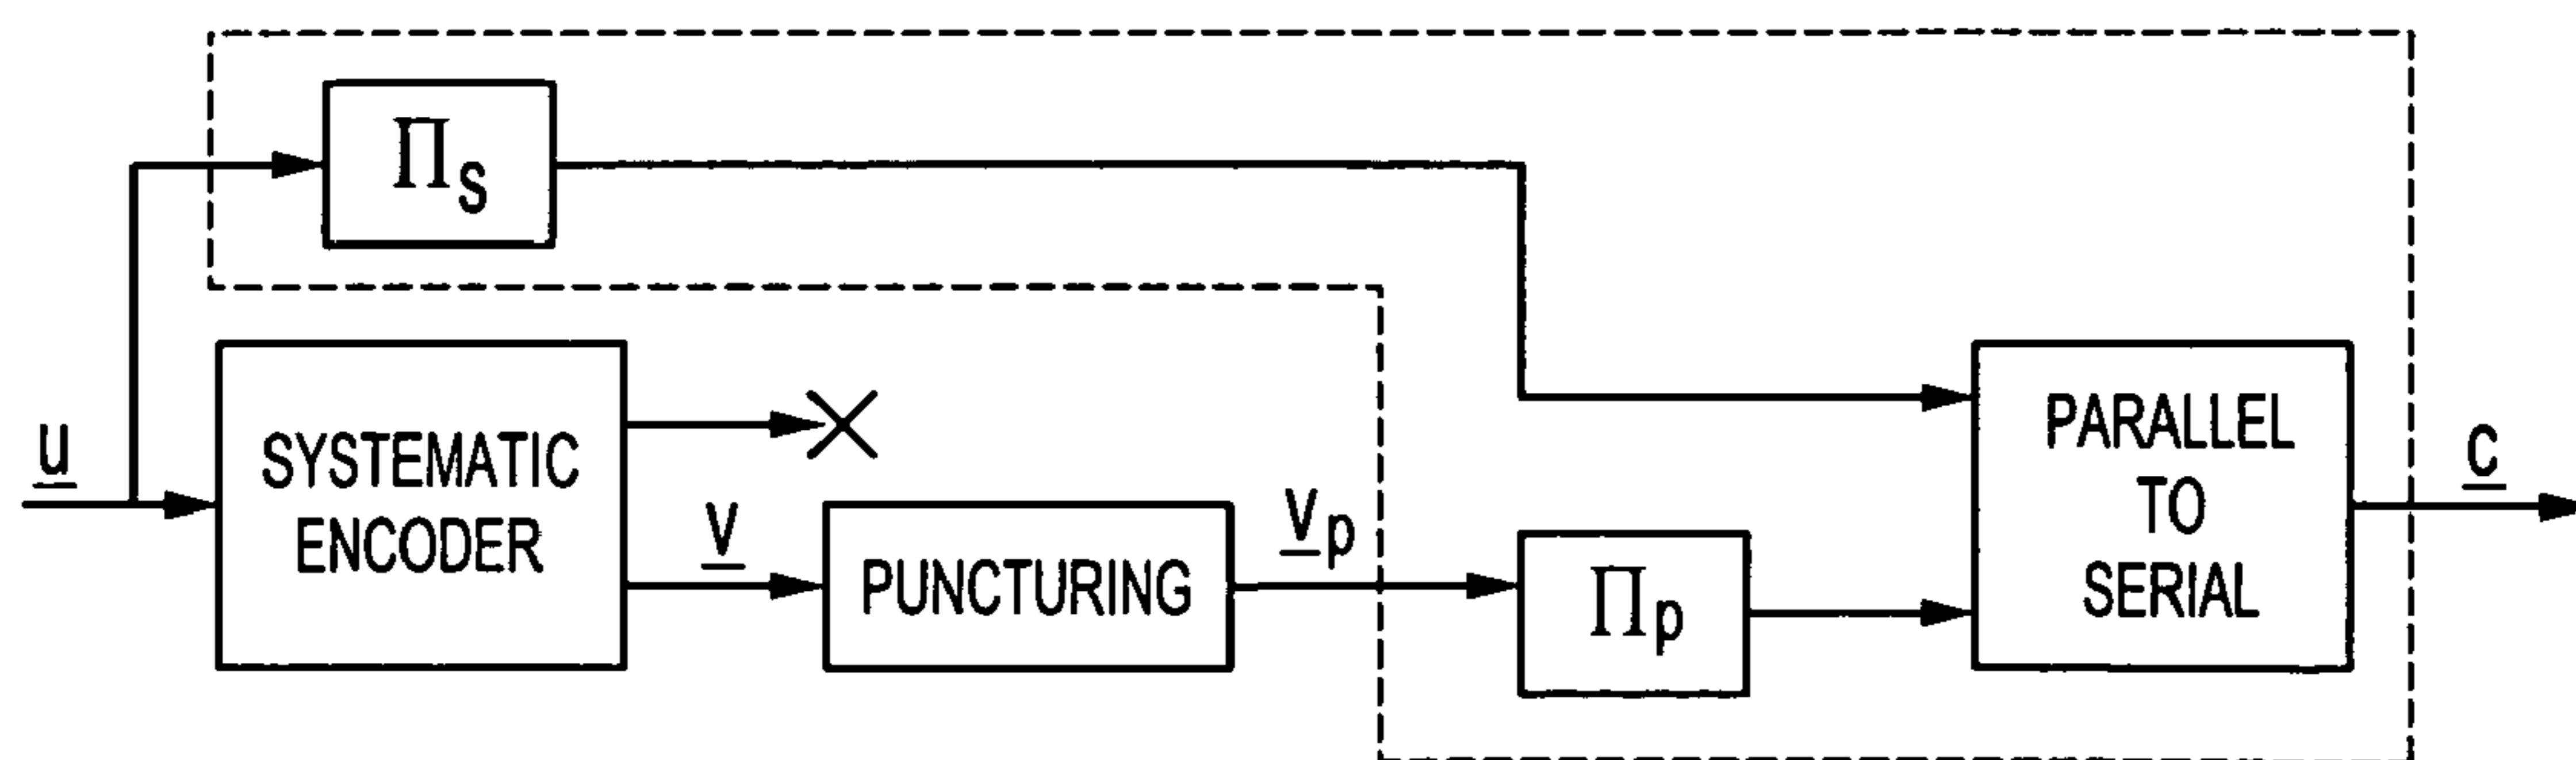 Πs
u
SYSTEMATIC
ENCODER
v
PUNCTURING
vp
Πp
PARALLEL
TO
SERIAL
c